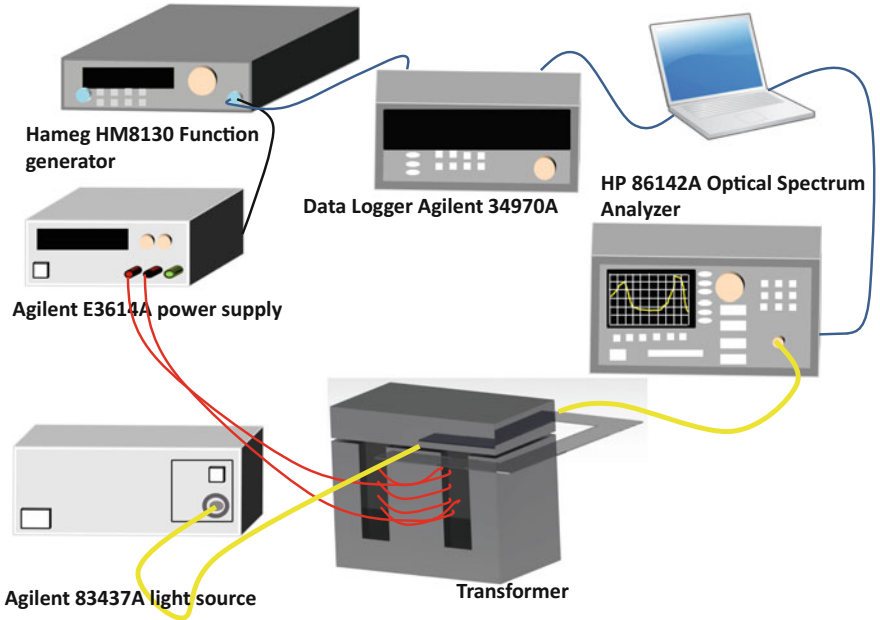 Hameg HM8130 Function
generator
Data Logger Agilent 34970A
HP 86142A Optical Spectrum
Analyzer
Agilent E3614A power supply
Agilent 83437A light source
Transformer